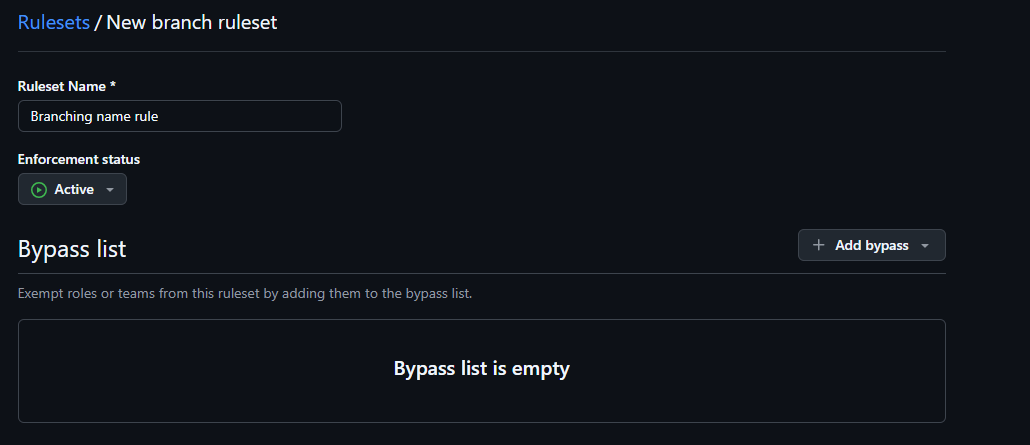 Rulesets / New branch ruleset
Ruleset Name *
Branching name rule
Enforcement status
Active
Bypass list
Add bypass
Exempt roles or teams from this ruleset by adding them to the bypass list.
Bypass list is empty